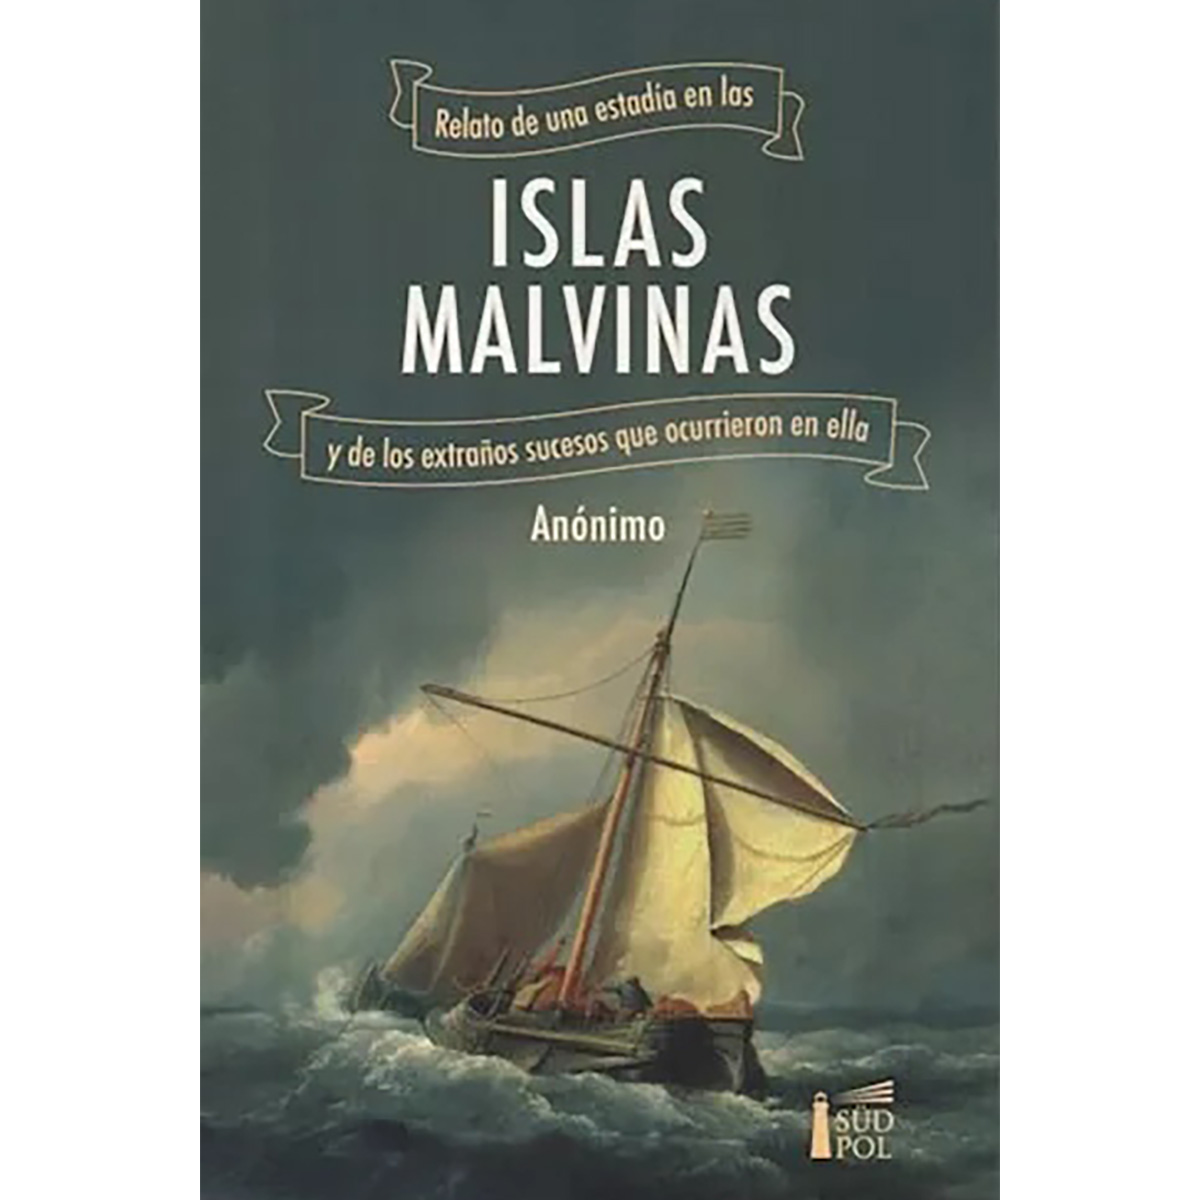 Relato de una estadía en las
ISLAS
MALVINAS
y de los extraños sucesos que ocurrieron en ella
Anónimo
SÜD
POL